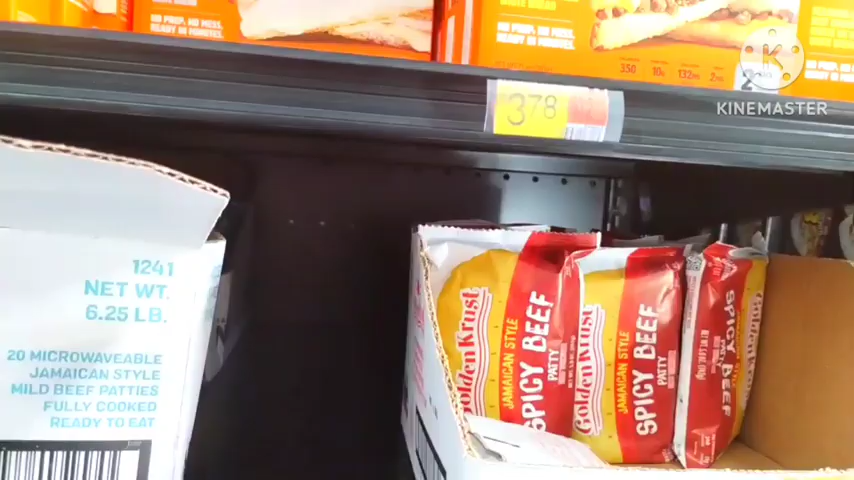 NO PREP, NO MESS,
READY IN MINUTES.
NO PREP, NO MESS.
READY IN MINUTES.
350 10g 132mg 2g
KINEMASTER
378
1241
NET WT.
6.25 LB.
20 MICROWAVEABLE
JAMAICAN STYLE
MILD BEEF PATTIES
FULLY COOKED
READY TO EAT
Golden Krust
JAMAICAN STYLE
SPICY BEEF
PATTY
Golden Krust
JAMAICAN STYLE
SPICY BEEF
PATTY
Golden Krust
SPICY BEEF
PATTY